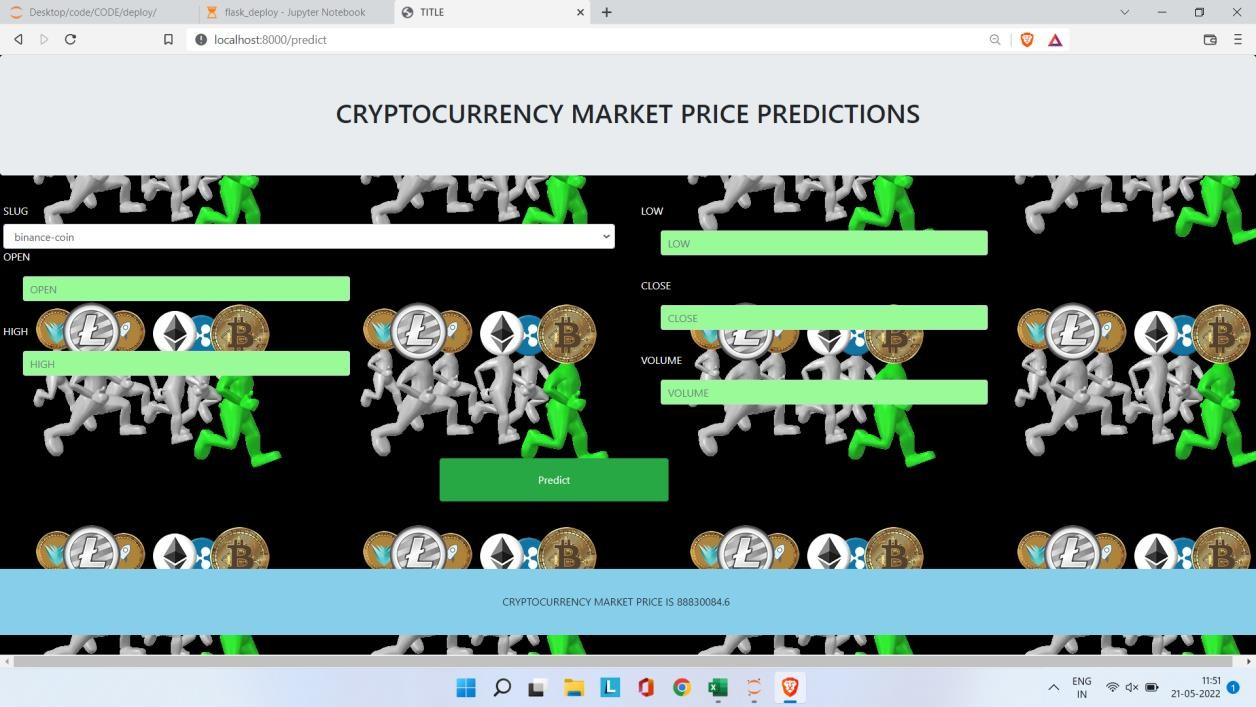 Desktop/code/CODE/deploy/
flask_deploy - Jupyter Notebook
TITLE
localhost:8000/predict
CRYPTOCURRENCY MARKET PRICE PREDICTIONS
SLUG
binance-coin
OPEN
OPEN
HIGH
HIGH
LOW
LOW
CLOSE
CLOSE
VOLUME
VOLUME
Predict
CRYPTOCURRENCY MARKET PRICE IS 88830084.6
ENG
IN
11:51
21-05-2022
1